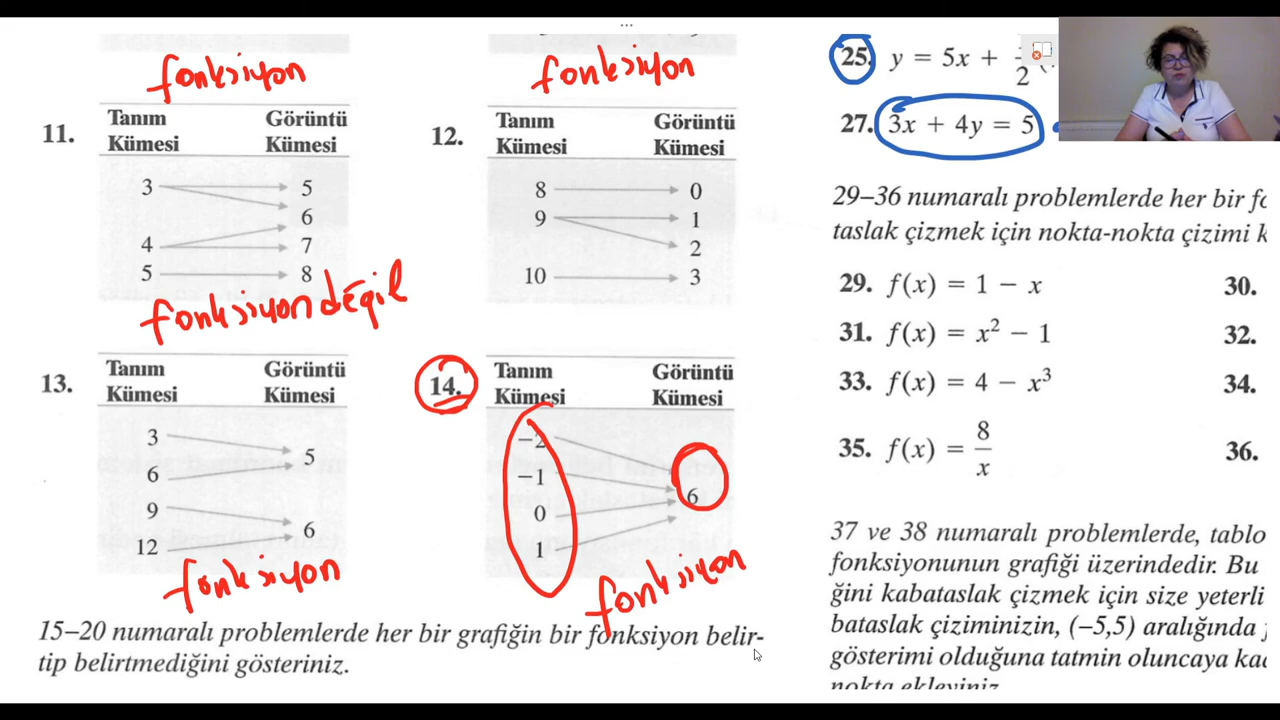 fonksiyon
fonksiyon
11.
Tanım Görüntü
Kümesi Kümesi
3 5
6
4 7
5 8
fonksiyon değil
12.
Tanım Görüntü
Kümesi Kümesi
8 0
9 1
2
10 3
13.
Tanım Görüntü
Kümesi Kümesi
3
5
6
9
6
12
fonksiyon
14.
Tanım Görüntü
Kümesi Kümesi
−2
−1
6
0
1
fonksiyon
15–20 numaralı problemlerde her bir grafiğin bir fonksiyon belir-
tip belirtmediğini gösteriniz.
25. y = 5x +
27. 3x + 4y = 5
29–36 numaralı problemlerde her bir fo
taslak çizmek için nokta-nokta çizimi k
29. f(x) = 1 − x 30.
31. f(x) = x² − 1 32.
33. f(x) = 4 − x³ 34.
35. f(x) = 8/x 36.
37 ve 38 numaralı problemlerde, tablo
fonksiyonunun grafiği üzerindedir. Bu
ğini kabataslak çizmek için size yeterli
bataslak çiziminizin, (−5,5) aralığında
gösterimi olduğuna tatmin oluncaya kad
nokta ekleyiniz